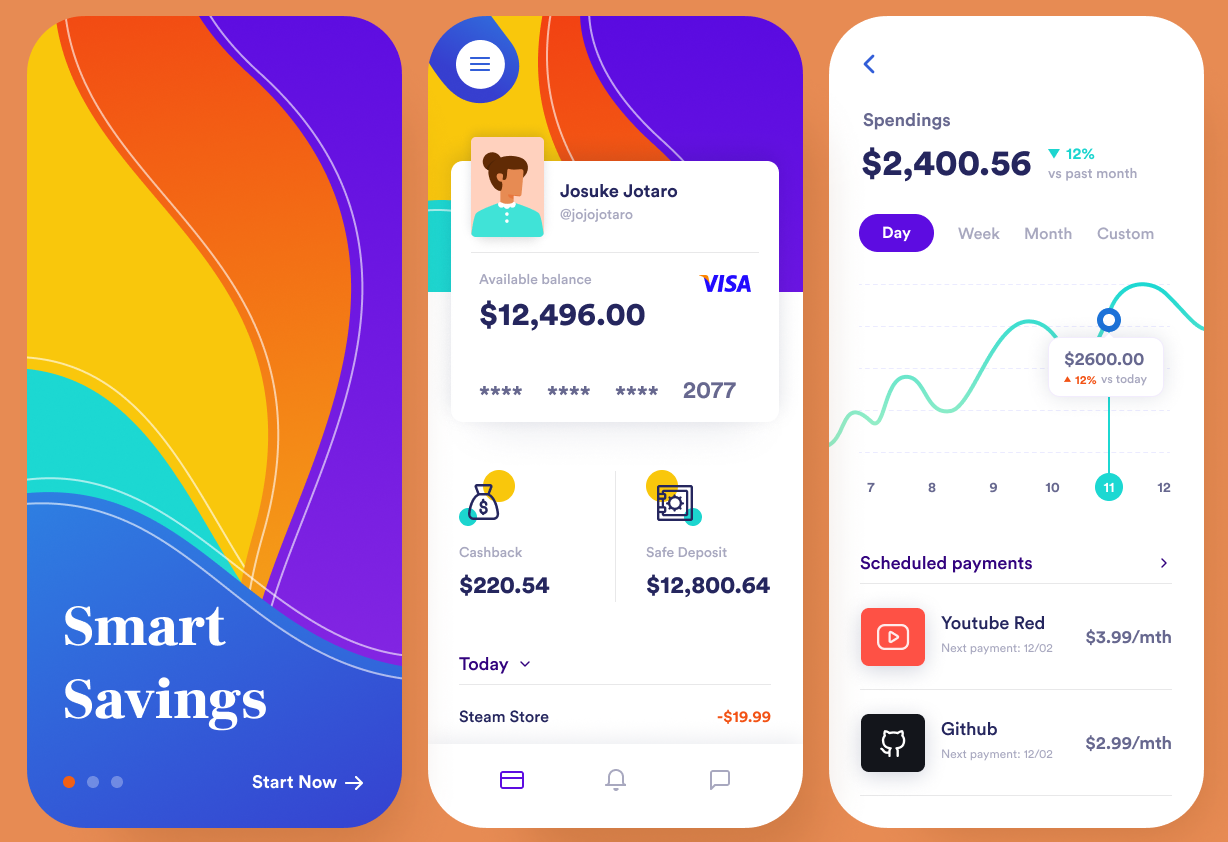 Smart
Savings
Start Now
Josuke Jotaro
@jojojotaro
Available balance
VISA
$12,496.00
**** **** **** 2077
$
Cashback
$220.54
Safe Deposit
$12,800.64
Today
Steam Store
-$19.99
Spendings
$2,400.56
12%
vs past month
Day Week Month Custom
$2600.00
12% vs today
7 8 9 10 11 12
Scheduled payments
Youtube Red
Next payment: 12/02
$3.99/mth
Github
Next payment: 12/02
$2.99/mth